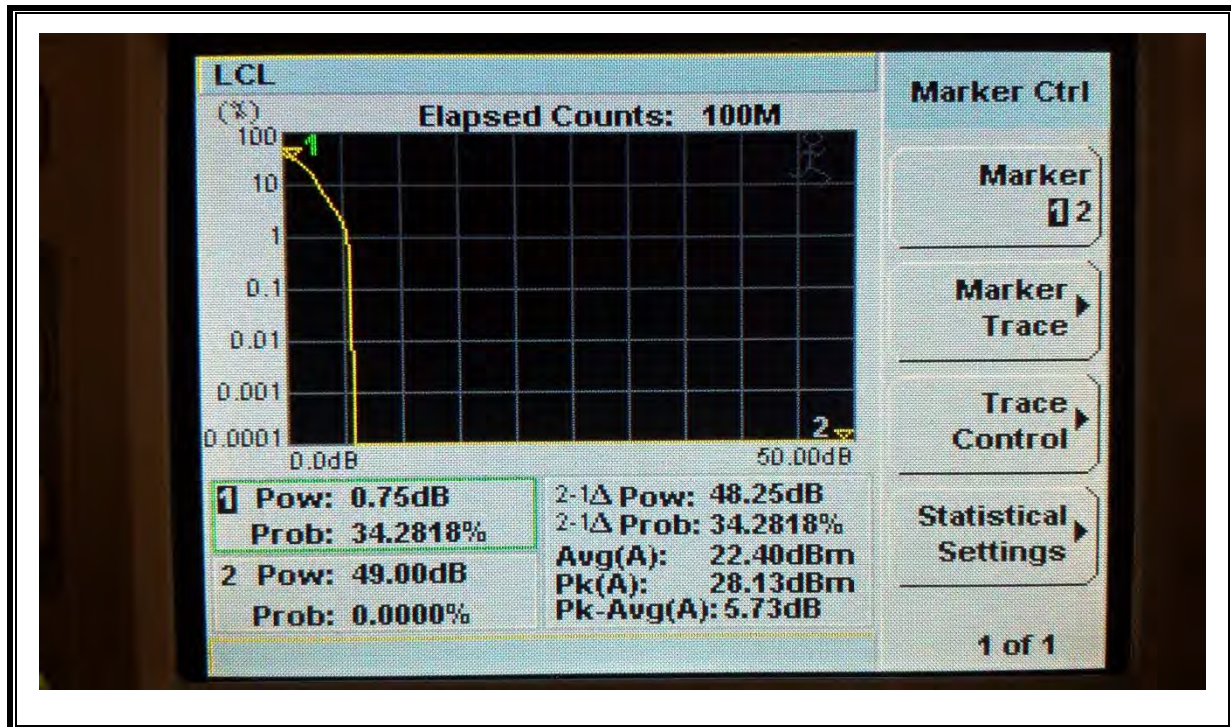 LCL
(%)
Elapsed Counts: 100M
1
100
10
1
0.1
0.01
0.001
0.0001
2
0.0dB
50.00dB
1 Pow: 0.75dB
Prob: 34.2818%
2 Pow: 49.00dB
Prob: 0.0000%
2-1Δ Pow: 48.25dB
2-1Δ Prob: 34.2818%
Avg(A): 22.40dBm
Pk(A): 28.13dBm
Pk-Avg(A): 5.73dB
Marker Ctrl
Marker
1 2
Marker
Trace
Trace
Control
Statistical
Settings
1 of 1